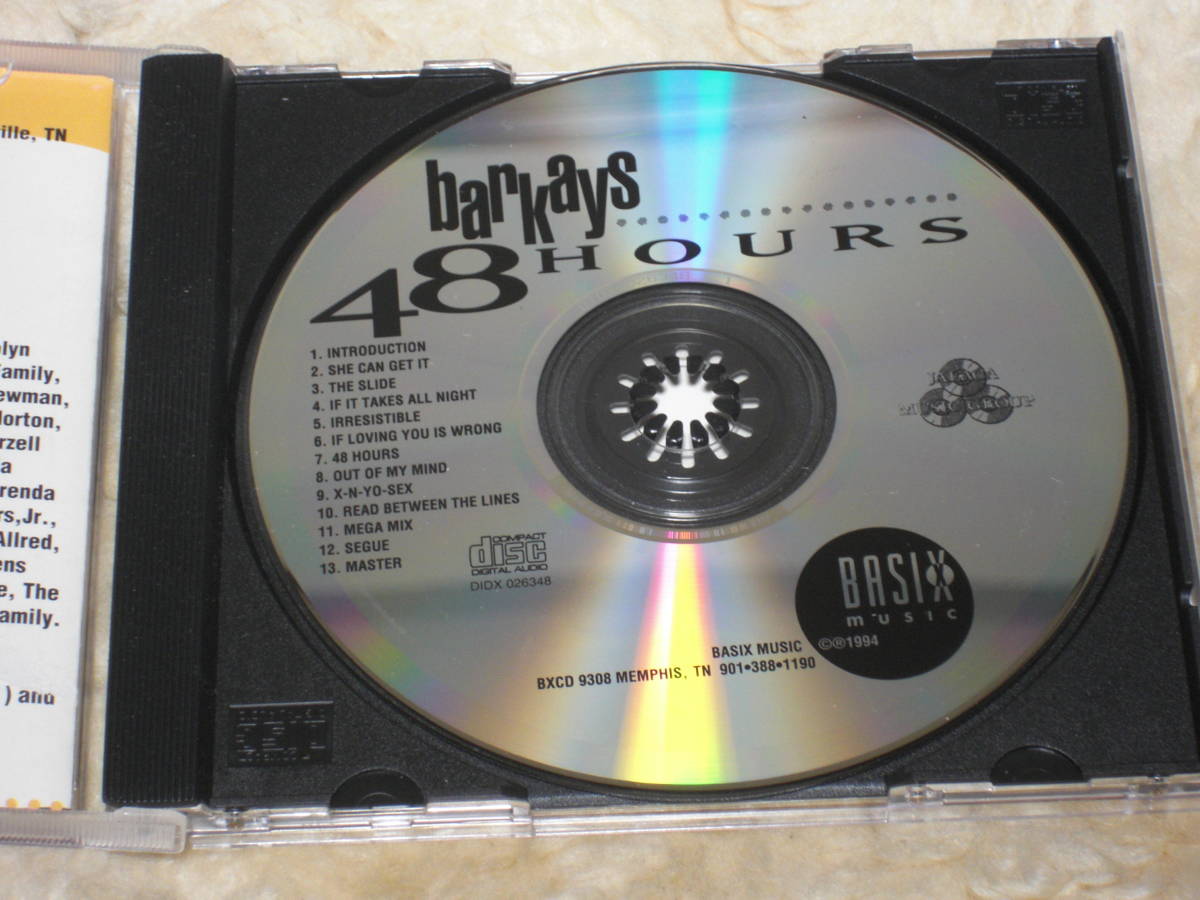 ille, TN
lyn
amily,
ewman,
orton,
rzell
a
renda
rs,Jr.,
Allred,
ens
e, The
amily.
) and
barkays
48 HOURS
1. INTRODUCTION
2. SHE CAN GET IT
3. THE SLIDE
4. IF IT TAKES ALL NIGHT
5. IRRESISTIBLE
6. IF LOVING YOU IS WRONG
7. 48 HOURS
8. OUT OF MY MIND
9. X-N-YO-SEX
10. READ BETWEEN THE LINES
11. MEGA MIX
12. SEGUE
13. MASTER
COMPACT
disc
DIGITAL AUDIO
DIDX 026348
MUSIC GROUP
BASIX
MUSIC
BASIX MUSIC ©®1994
BXCD 9308 MEMPHIS, TN 901•388•1190